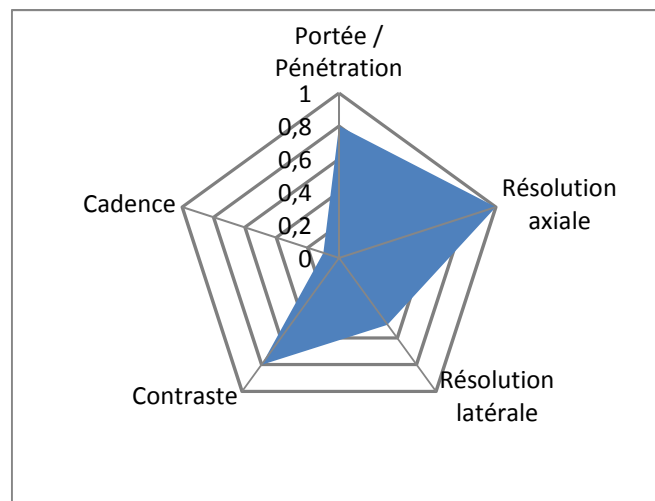 Portée /
Pénétration
1
0,8
0,6
0,4
0,2
0
Résolution
axiale
Résolution
latérale
Contraste
Cadence